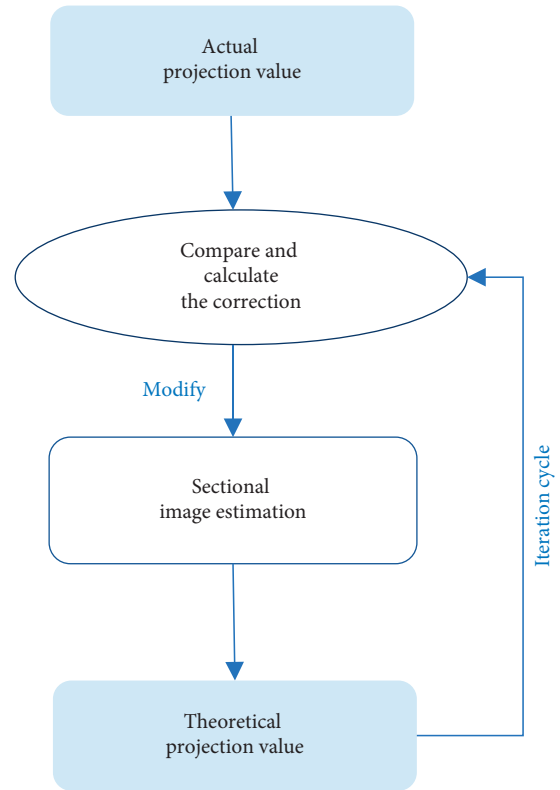 Actual
projection value
Compare and
calculate
the correction
Modify
Sectional
image estimation
Iteration cycle
Theoretical
projection value